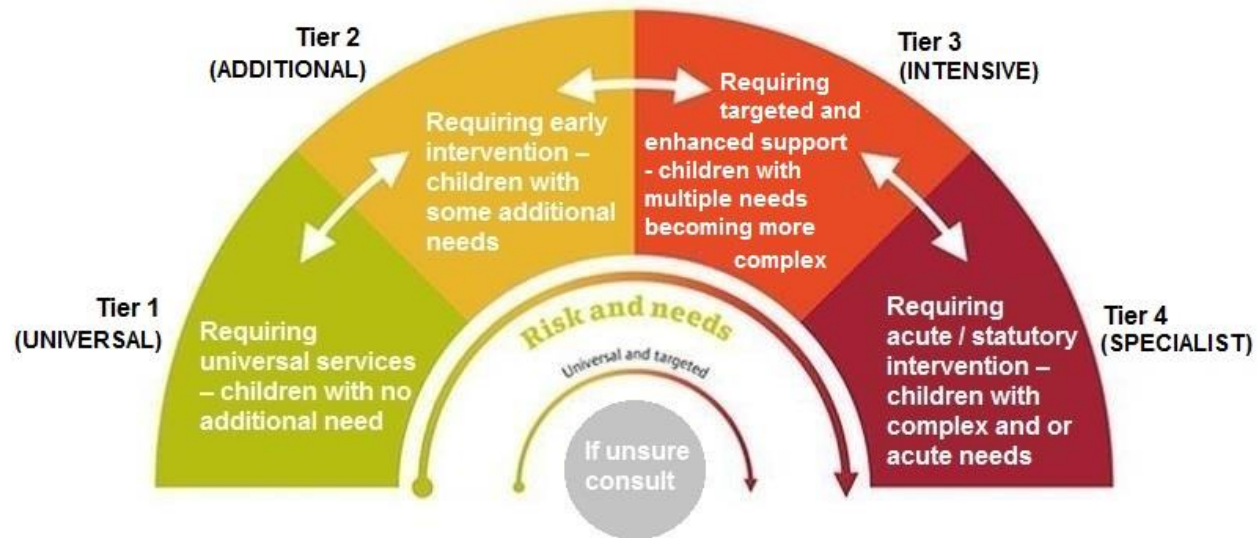 Tier 1
(UNIVERSAL)
Requiring
universal services
– children with no
additional need
Tier 2
(ADDITIONAL)
Requiring early
intervention –
children with
some additional
needs
Tier 3
(INTENSIVE)
Requiring
targeted and
enhanced support
- children with
multiple needs
becoming more
complex
Tier 4
(SPECIALIST)
Requiring
acute / statutory
intervention –
children with
complex and or
acute needs
Risk and needs
Universal and targeted
If unsure
consult